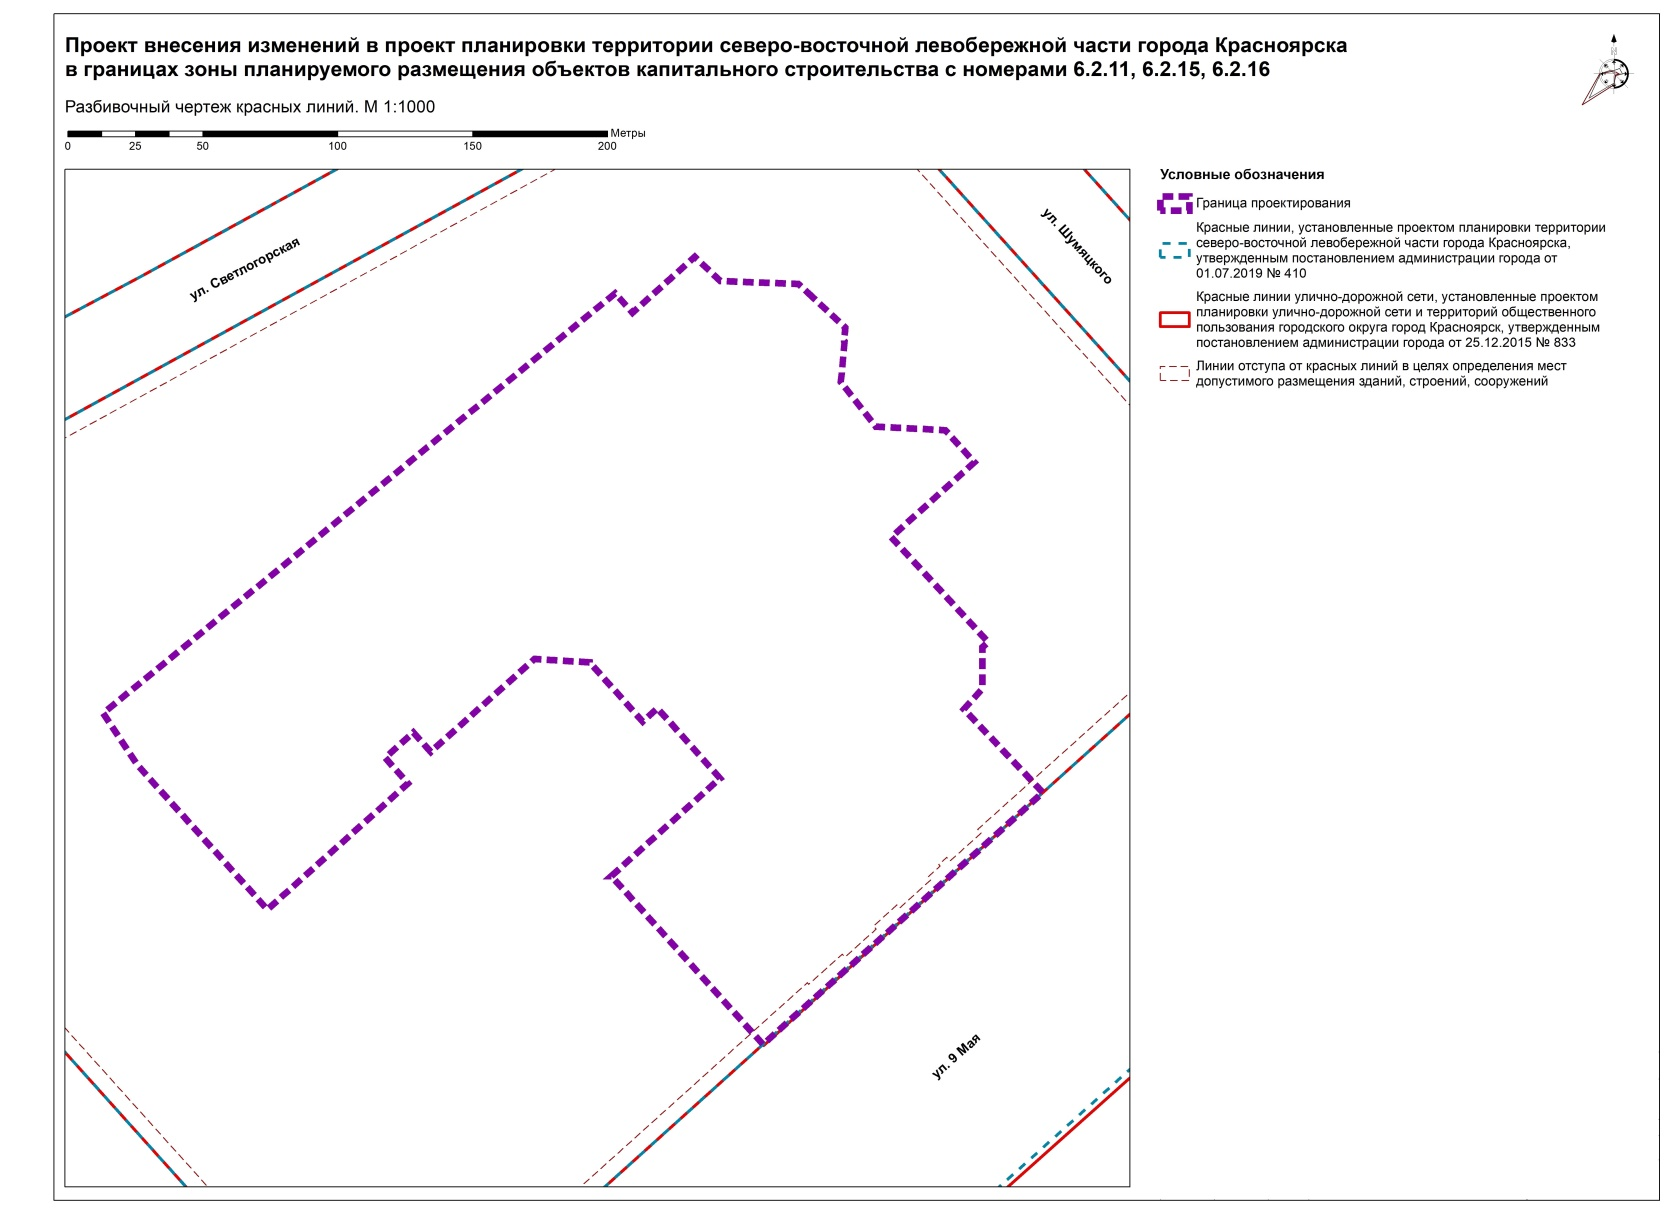 Проект внесения изменений в проект планировки территории северо-восточной левобережной части города Красноярска
в границах зоны планируемого размещения объектов капитального строительства с номерами 6.2.11, 6.2.15, 6.2.16
Разбивочный чертеж красных линий. М 1:1000
Метры
0 25 50 100 150 200
ул. Светлогорская
ул. Шумяцкого
ул. 9 Мая
Условные обозначения
Граница проектирования
Красные линии, установленные проектом планировки территории
северо-восточной левобережной части города Красноярска,
утвержденным постановлением администрации города от
01.07.2019 № 410
Красные линии улично-дорожной сети, установленные проектом
планировки улично-дорожной сети и территорий общественного
пользования городского округа город Красноярск, утвержденным
постановлением администрации города от 25.12.2015 № 833
Линии отступа от красных линий в целях определения мест
допустимого размещения зданий, строений, сооружений